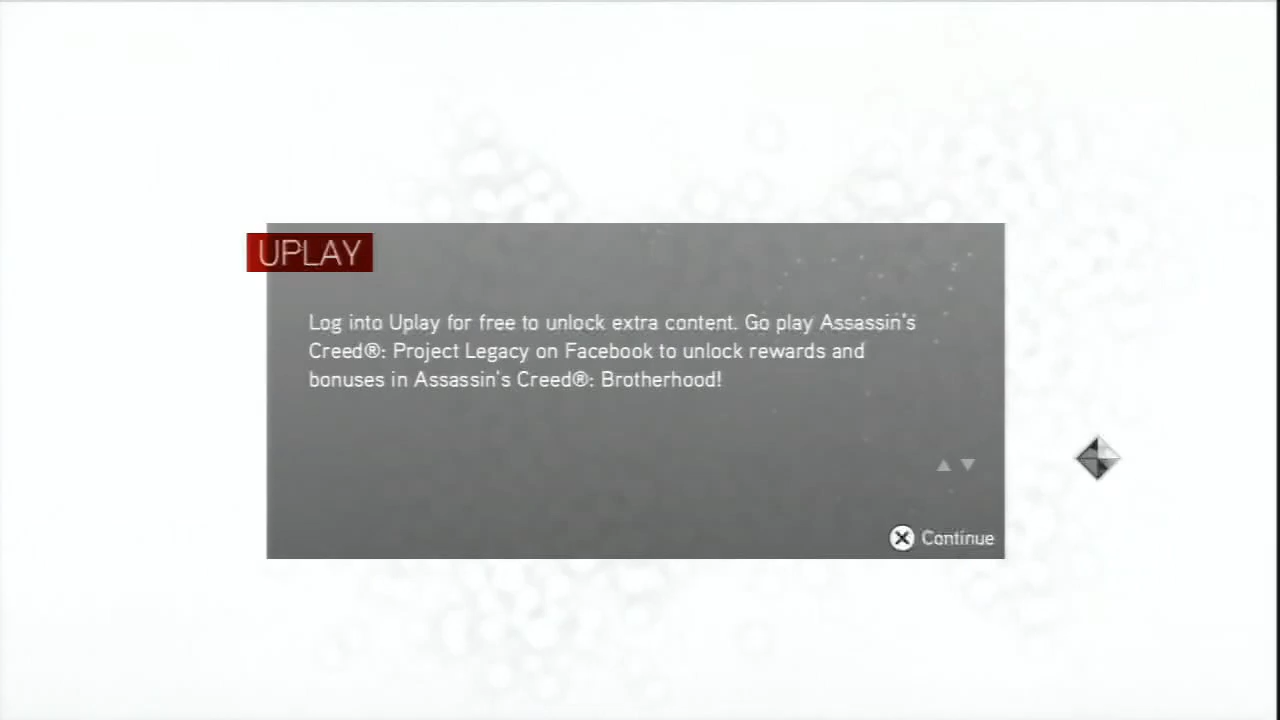 UPLAY
Log into Uplay for free to unlock extra content. Go play Assassin's
Creed®: Project Legacy on Facebook to unlock rewards and
bonuses in Assassin's Creed®: Brotherhood!
Continue